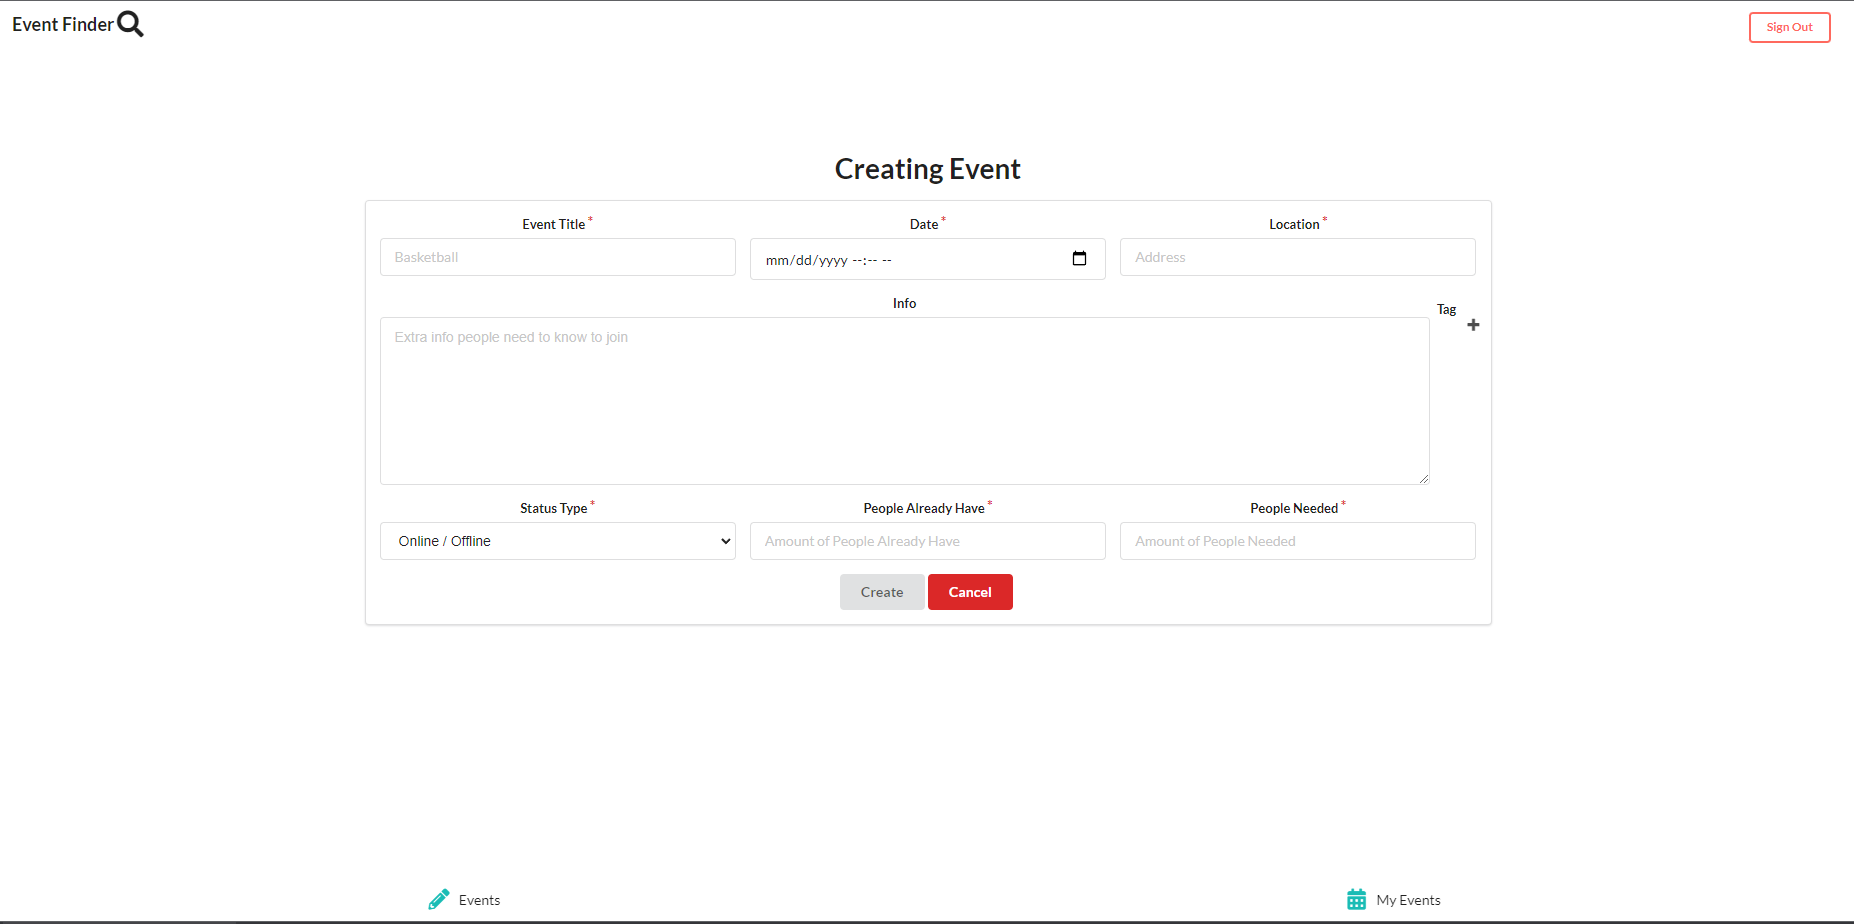 Event Finder
Sign Out
Creating Event
Event Title *
Date *
Location *
Basketball
mm/dd/yyyy --:-- --
Address
Info
Tag
Extra info people need to know to join
Status Type *
People Already Have *
People Needed *
Online / Offline
Amount of People Already Have
Amount of People Needed
Create
Cancel
Events
My Events